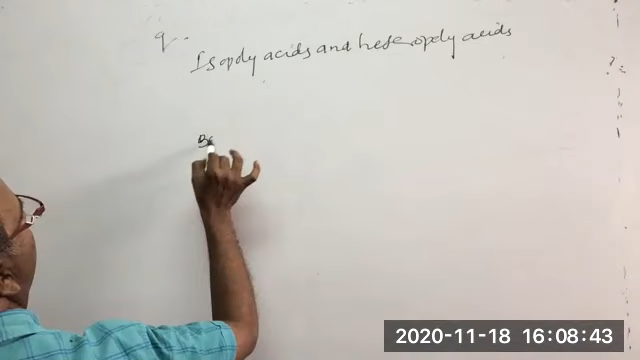 9.
Isopoly acids and heteropoly acids
2020-11-18 16:08:43